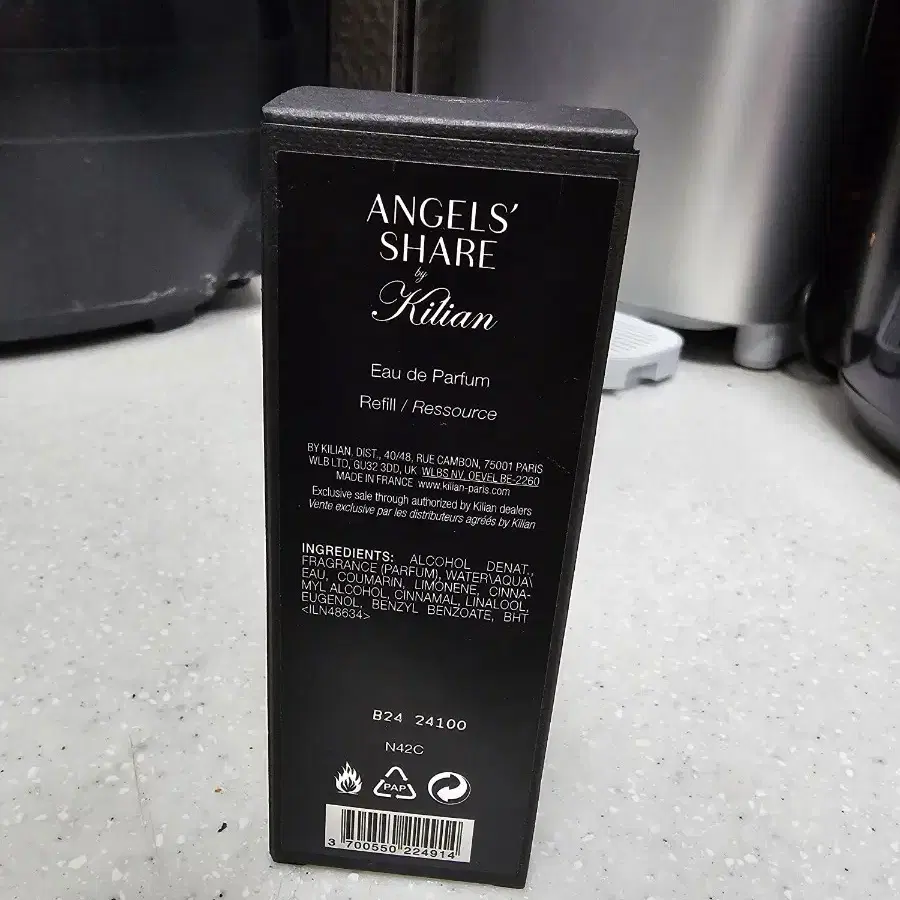 ANGELS'
SHARE
by
Kilian
Eau de Parfum
Refill / Ressource
BY KILIAN, DIST., 40/48, RUE CAMBON, 75001 PARIS
WLB LTD, GU32 3DD, UK WLBS NV, OEVEL BE-2260
MADE IN FRANCE www.kilian-paris.com
Exclusive sale through authorized by Kilian dealers
Vente exclusive par les distributeurs agréés by Kilian
INGREDIENTS: ALCOHOL DENAT.,
FRAGRANCE (PARFUM), WATER\AQUA\
EAU, COUMARIN, LIMONENE, CINNA-
MYL ALCOHOL, CINNAMAL, LINALOOL,
EUGENOL, BENZYL BENZOATE, BHT
<ILN48634>
B24 24100
N42C
PAP
3 700550 224914